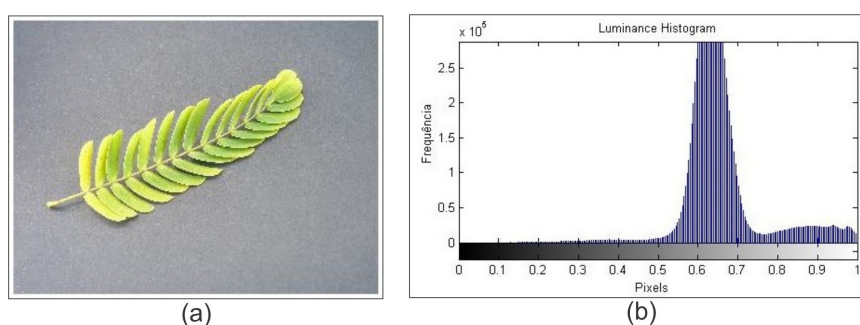 (a)
Luminance Histogram
x 10^5
Frequência
2.5
2
1.5
1
0.5
0
0 0.1 0.2 0.3 0.4 0.5 0.6 0.7 0.8 0.9 1
Pixels
(b)